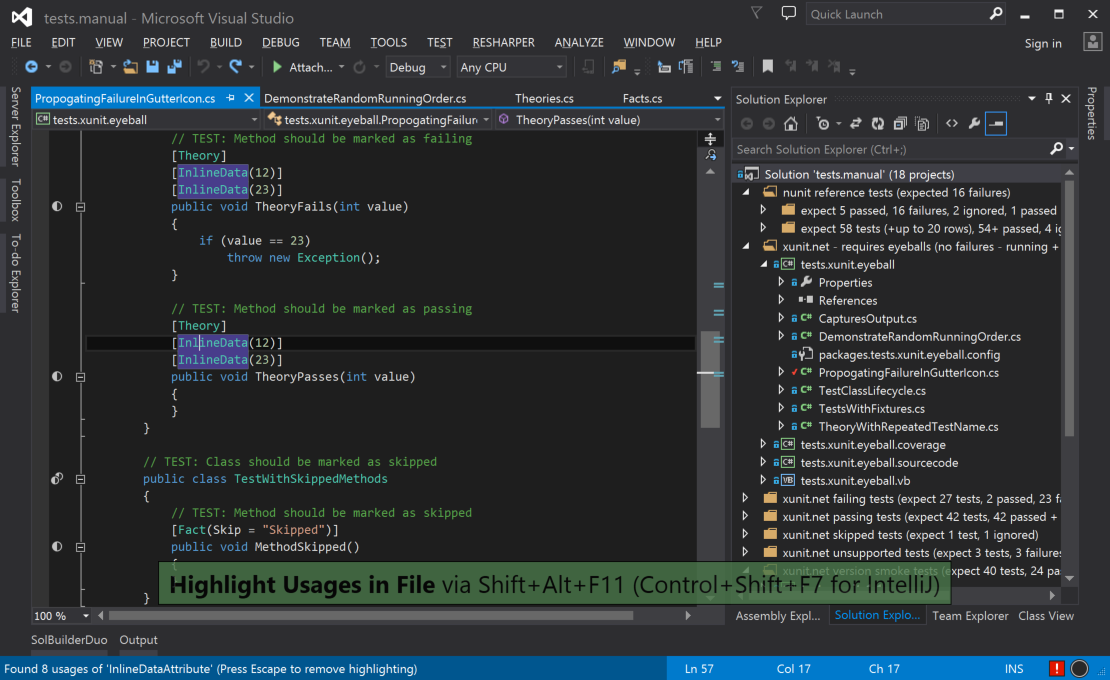 tests.manual - Microsoft Visual Studio
Quick Launch
FILE EDIT VIEW PROJECT BUILD DEBUG TEAM TOOLS TEST RESHARPER ANALYZE WINDOW HELP
Sign in
Attach... Debug Any CPU
Server Explorer
Toolbox
To-do Explorer
PropogatingFailureInGutterIcon.cs DemonstrateRandomRunningOrder.cs Theories.cs Facts.cs
tests.xunit.eyeball tests.xunit.eyeball.PropogatingFailur TheoryPasses(int value)
// TEST: Method should be marked as failing
[Theory]
[InlineData(12)]
[InlineData(23)]
public void TheoryFails(int value)
{
if (value == 23)
throw new Exception();
}
// TEST: Method should be marked as passing
[Theory]
[InlineData(12)]
[InlineData(23)]
public void TheoryPasses(int value)
{
}
}
// TEST: Class should be marked as skipped
public class TestWithSkippedMethods
{
// TEST: Method should be marked as skipped
[Fact(Skip = "Skipped")]
public void MethodSkipped()
{
}
Highlight Usages in File via Shift+Alt+F11 (Control+Shift+F7 for IntelliJ)
100 %
Solution Explorer
Search Solution Explorer (Ctrl+;)
Solution 'tests.manual' (18 projects)
nunit reference tests (expected 16 failures)
expect 5 passed, 16 failures, 2 ignored, 1 passed
expect 58 tests (+up to 20 rows), 54+ passed, 4 ig
xunit.net - requires eyeballs (no failures - running +
C# tests.xunit.eyeball
Properties
References
C# CapturesOutput.cs
C# DemonstrateRandomRunningOrder.cs
packages.tests.xunit.eyeball.config
C# PropogatingFailureInGutterIcon.cs
C# TestClassLifecycle.cs
C# TestsWithFixtures.cs
C# TheoryWithRepeatedTestName.cs
C# tests.xunit.eyeball.coverage
C# tests.xunit.eyeball.sourcecode
VB tests.xunit.eyeball.vb
xunit.net failing tests (expect 27 tests, 2 passed, 23 f
xunit.net passing tests (expect 42 tests, 42 passed +
xunit.net skipped tests (expect 1 test, 1 ignored)
xunit.net unsupported tests (expect 3 tests, 3 failures
xunit.net version smoke tests (expect 40 tests, 24 pa
Assembly Expl... Solution Explo... Team Explorer Class View
Properties
SolBuilderDuo Output
Found 8 usages of 'InlineDataAttribute' (Press Escape to remove highlighting) Ln 57 Col 17 Ch 17 INS